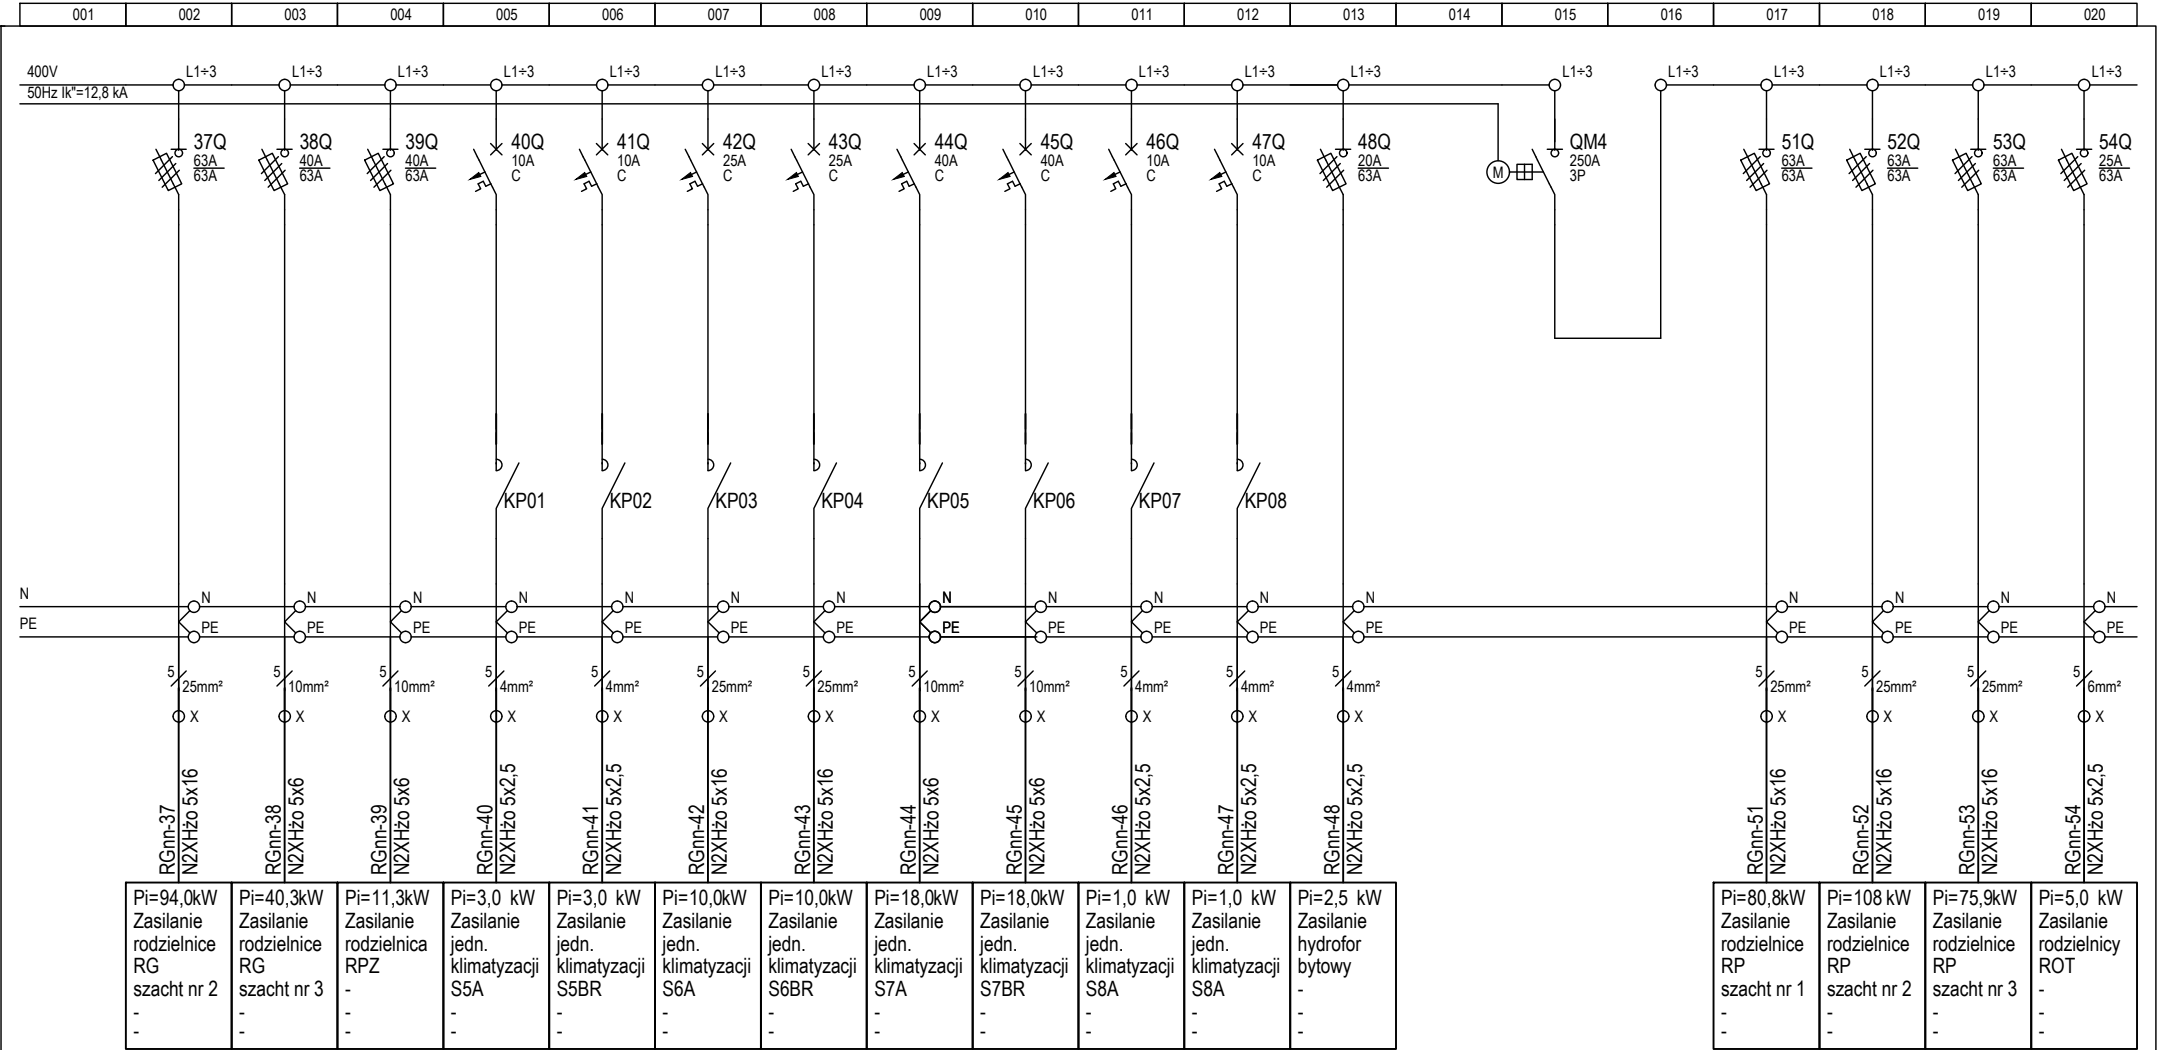 001 002 003 004 005 006 007 008 009 010 011 012 013 014 015 016 017 018 019 020
400V L1÷3 L1÷3 L1÷3 L1÷3 L1÷3 L1÷3 L1÷3 L1÷3 L1÷3 L1÷3 L1÷3 L1÷3 L1÷3 L1÷3 L1÷3 L1÷3 L1÷3 L1÷3
50Hz Ik"=12,8 kA
37Q 38Q 39Q 40Q 41Q 42Q 43Q 44Q 45Q 46Q 47Q 48Q QM4 51Q 52Q 53Q 54Q
63A 40A 40A 10A 10A 25A 25A 40A 40A 10A 10A 20A 250A 63A 63A 63A 25A
63A 63A 63A C C C C C C C C 63A M 3P 63A 63A 63A 63A
KP01 KP02 KP03 KP04 KP05 KP06 KP07 KP08
N N N N N N N N N N N N N N N N N
PE PE PE PE PE PE PE PE PE PE PE PE PE PE PE PE PE
5 5 5 5 5 5 5 5 5 5 5 5 5 5 5 5
25mm² 10mm² 10mm² 4mm² 4mm² 25mm² 25mm² 10mm² 10mm² 4mm² 4mm² 4mm² 25mm² 25mm² 25mm² 6mm²
X X X X X X X X X X X X X X X X
RGnn-37
N2XHżo 5x16
RGnn-38
N2XHżo 5x6
RGnn-39
N2XHżo 5x6
RGnn-40
N2XHżo 5x2,5
RGnn-41
N2XHżo 5x2,5
RGnn-42
N2XHżo 5x16
RGnn-43
N2XHżo 5x16
RGnn-44
N2XHżo 5x6
RGnn-45
N2XHżo 5x6
RGnn-46
N2XHżo 5x2,5
RGnn-47
N2XHżo 5x2,5
RGnn-48
N2XHżo 5x2,5
RGnn-51
N2XHżo 5x16
RGnn-52
N2XHżo 5x16
RGnn-53
N2XHżo 5x16
RGnn-54
N2XHżo 5x2,5
Pi=94,0kW
Zasilanie
rodzielnice
RG
szacht nr 2
-
-
Pi=40,3kW
Zasilanie
rodzielnice
RG
szacht nr 3
-
-
Pi=11,3kW
Zasilanie
rodzielnica
RPZ
-
-
-
Pi=3,0 kW
Zasilanie
jedn.
klimatyzacji
S5A
-
-
Pi=3,0 kW
Zasilanie
jedn.
klimatyzacji
S5BR
-
-
Pi=10,0kW
Zasilanie
jedn.
klimatyzacji
S6A
-
-
Pi=10,0kW
Zasilanie
jedn.
klimatyzacji
S6BR
-
-
Pi=18,0kW
Zasilanie
jedn.
klimatyzacji
S7A
-
-
Pi=18,0kW
Zasilanie
jedn.
klimatyzacji
S7BR
-
-
Pi=1,0 kW
Zasilanie
jedn.
klimatyzacji
S8A
-
-
Pi=1,0 kW
Zasilanie
jedn.
klimatyzacji
S8A
-
-
Pi=2,5 kW
Zasilanie
hydrofor
bytowy
-
-
-
Pi=80,8kW
Zasilanie
rodzielnice
RP
szacht nr 1
-
-
Pi=108 kW
Zasilanie
rodzielnice
RP
szacht nr 2
-
-
Pi=75,9kW
Zasilanie
rodzielnice
RP
szacht nr 3
-
-
Pi=5,0 kW
Zasilanie
rodzielnicy
ROT
-
-
-